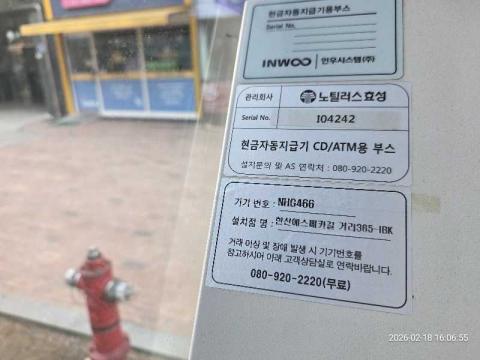 현금자동지급기용부스
Serial No.
INWOO 인우시스템(주)
관리회사 노틸러스효성
Serial No. 104242
현금자동지급기 CD/ATM용 부스
설치문의 및 AS 연락처 : 080-920-2220
기기 번호 : NHG466
설치점 명 : 한산에스메카길 거리365-IBK
거래 이상 및 장애 발생 시 기기번호를
참고하시어 아래 고객상담실로 연락바랍니다.
080-920-2220(무료)
2026-02-18 16:06:55